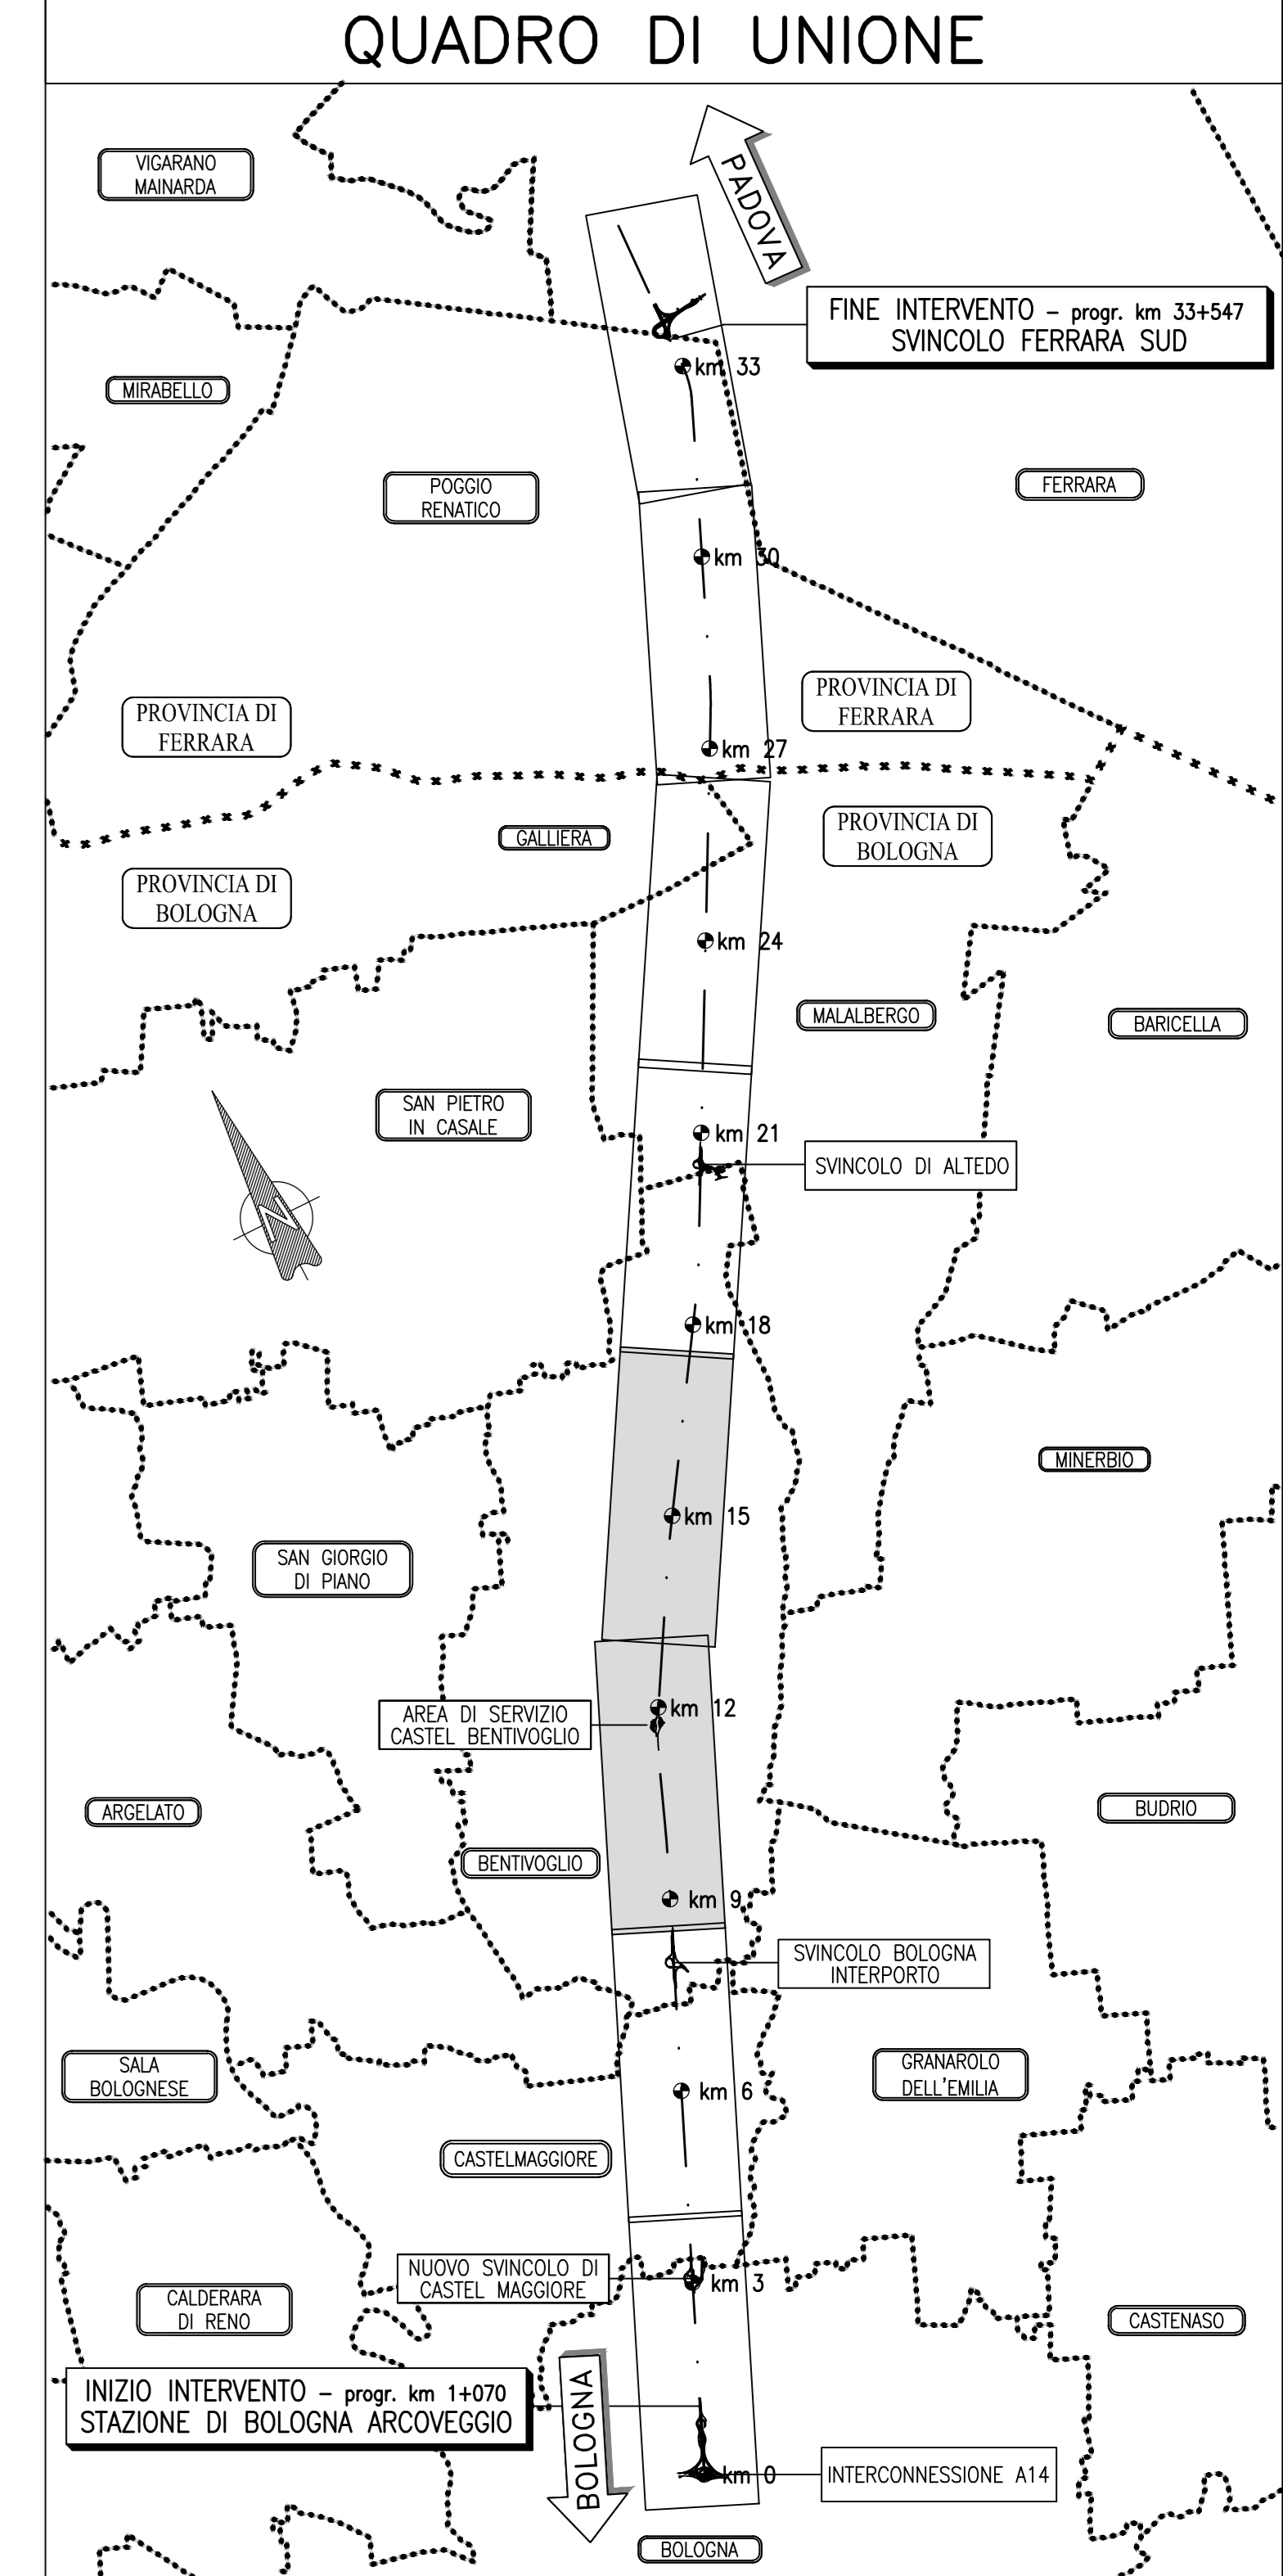 QUADRO DI UNIONE
PADOVA
VIGARANO
MAINARDA
FINE INTERVENTO – progr. km 33+547
SVINCOLO FERRARA SUD
km 33
MIRABELLO
POGGIO
RENATICO
FERRARA
km 30
PROVINCIA DI
FERRARA
PROVINCIA DI
FERRARA
km 27
GALLIERA
PROVINCIA DI
BOLOGNA
PROVINCIA DI
BOLOGNA
km 24
MALALBERGO
BARICELLA
SAN PIETRO
IN CASALE
km 21
SVINCOLO DI ALTEDO
N
km 18
MINERBIO
km 15
SAN GIORGIO
DI PIANO
km 12
AREA DI SERVIZIO
CASTEL BENTIVOGLIO
ARGELATO
BUDRIO
BENTIVOGLIO
km 9
SVINCOLO BOLOGNA
INTERPORTO
SALA
BOLOGNESE
GRANAROLO
DELL'EMILIA
km 6
CASTELMAGGIORE
NUOVO SVINCOLO DI
CASTEL MAGGIORE
km 3
CALDERARA
DI RENO
CASTENASO
INIZIO INTERVENTO – progr. km 1+070
STAZIONE DI BOLOGNA ARCOVEGGIO
BOLOGNA
km 0
INTERCONNESSIONE A14
BOLOGNA